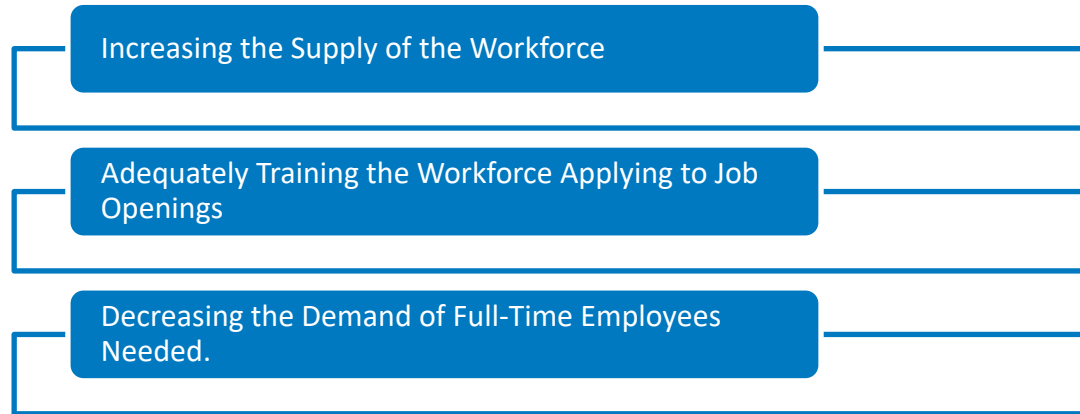 Increasing the Supply of the Workforce
Adequately Training the Workforce Applying to Job
Openings
Decreasing the Demand of Full-Time Employees
Needed.